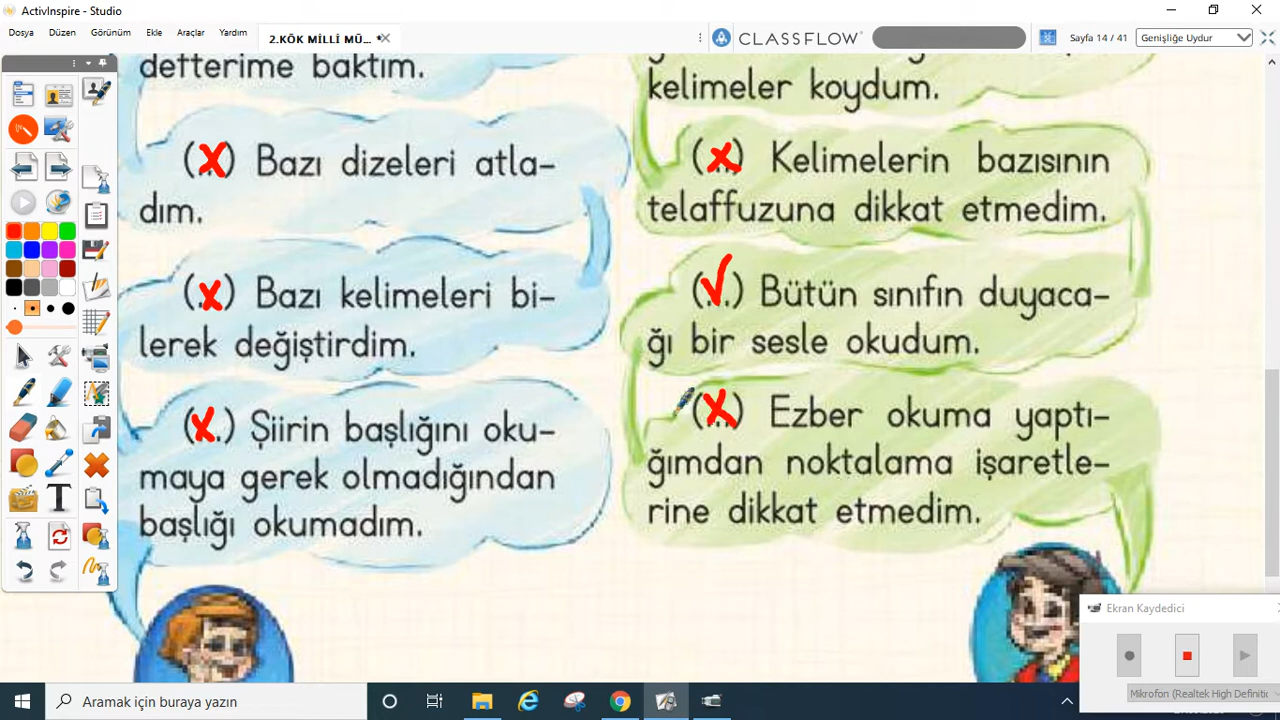 ActivInspire - Studio
Dosya Düzen Görünüm Ekle Araçlar Yardım
2.KÖK MİLLİ MÜ...
CLASSFLOW
Sayfa 14 / 41
Genişliğe Uydur
defterime baktım.
(...) Bazı dizeleri atla-
dım.
(...) Bazı kelimeleri bi-
lerek değiştirdim.
(...) Şiirin başlığını oku-
maya gerek olmadığından
başlığı okumadım.
kelimeler koydum.
(...) Kelimelerin bazısının
telaffuzuna dikkat etmedim.
(...) Bütün sınıfın duyaca-
ğı bir sesle okudum.
(...) Ezber okuma yaptı-
ğımdan noktalama işaretle-
rine dikkat etmedim.
Ekran Kaydedici
Mikrofon (Realtek High Definitic
Aramak için buraya yazın